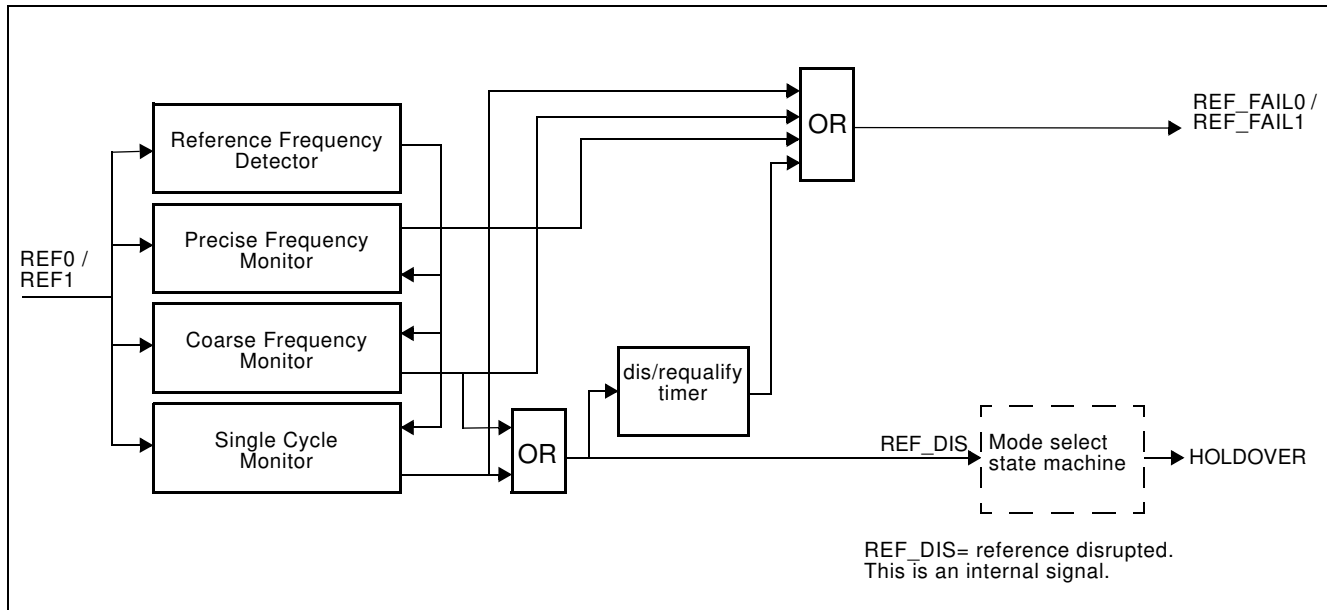 Reference Frequency
Detector
REF_FAIL0 /
REF_FAIL1
OR
Precise Frequency
Monitor
REF0 /
REF1
Coarse Frequency
Monitor
dis/requalify
timer
Single Cycle
Monitor
OR
REF_DIS
Mode select
state machine
HOLDOVER
REF_DIS= reference disrupted.
This is an internal signal.